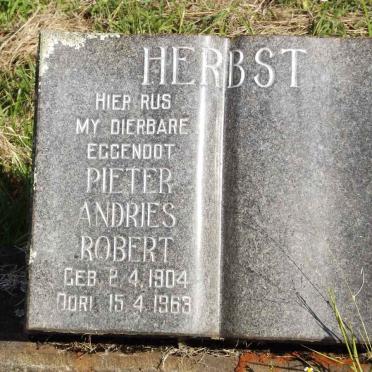 HERBST
HIER RUS
MY DIERBARE
EGGENOOT
PIETER
ANDRIES
ROBERT
GEB. 2.4.1904
OORL. 15.4.1963